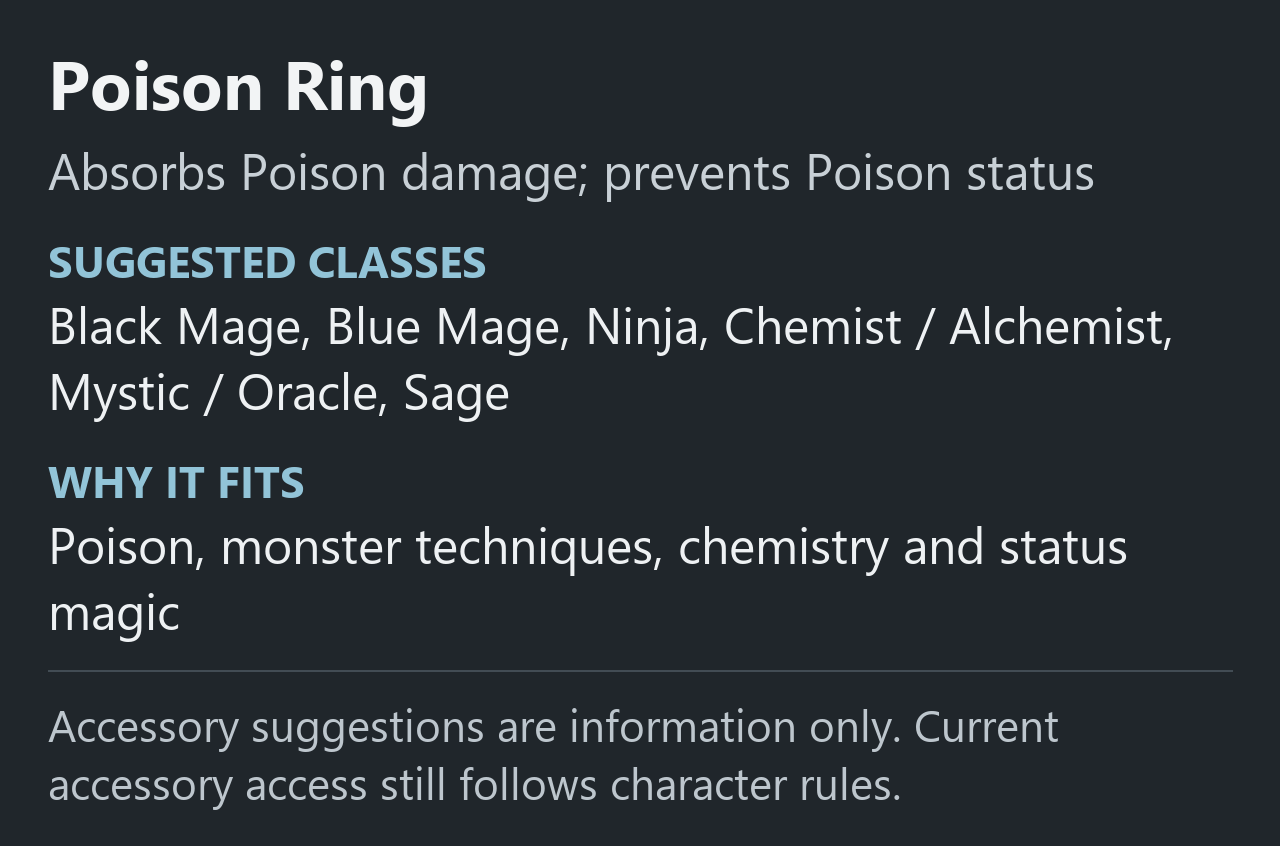 Poison Ring
Absorbs Poison damage; prevents Poison status
SUGGESTED CLASSES
Black Mage, Blue Mage, Ninja, Chemist / Alchemist,
Mystic / Oracle, Sage
WHY IT FITS
Poison, monster techniques, chemistry and status
magic
Accessory suggestions are information only. Current
accessory access still follows character rules.